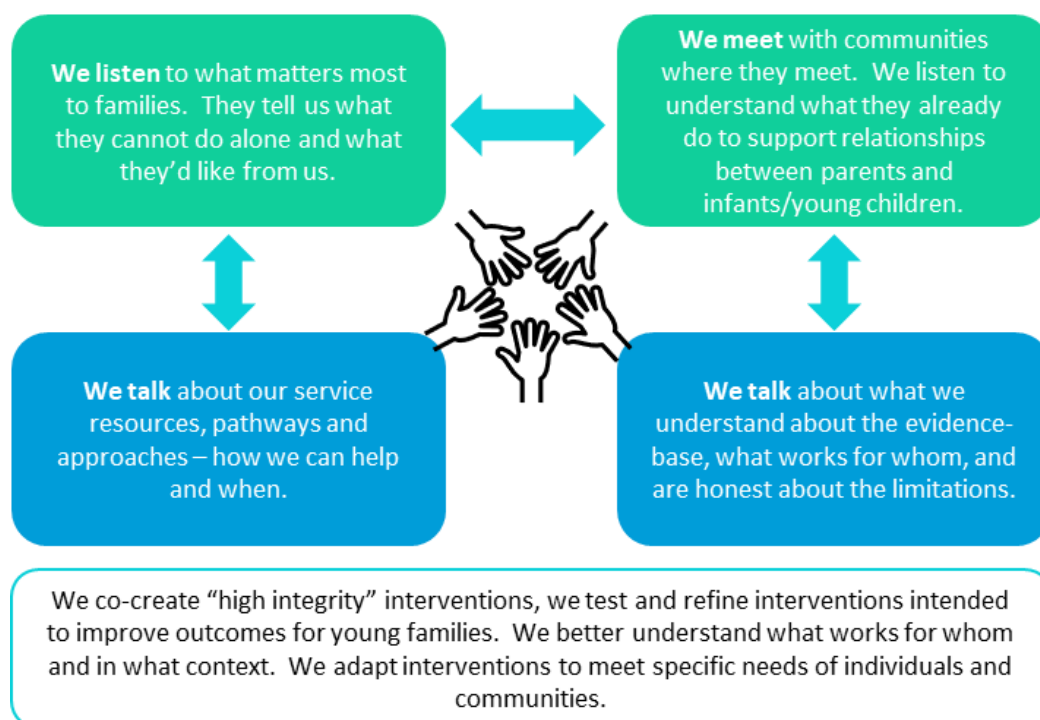 We listen to what matters most
to families.  They tell us what
they cannot do alone and what
they'd like from us.
We meet with communities
where they meet.  We listen to
understand what they already
do to support relationships
between parents and
infants/young children.
We talk about our service
resources, pathways and
approaches – how we can help
and when.
We talk about what we
understand about the evidence-
base, what works for whom, and
are honest about the limitations.
We co-create “high integrity” interventions, we test and refine interventions intended
to improve outcomes for young families.  We better understand what works for whom
and in what context.  We adapt interventions to meet specific needs of individuals and
communities.